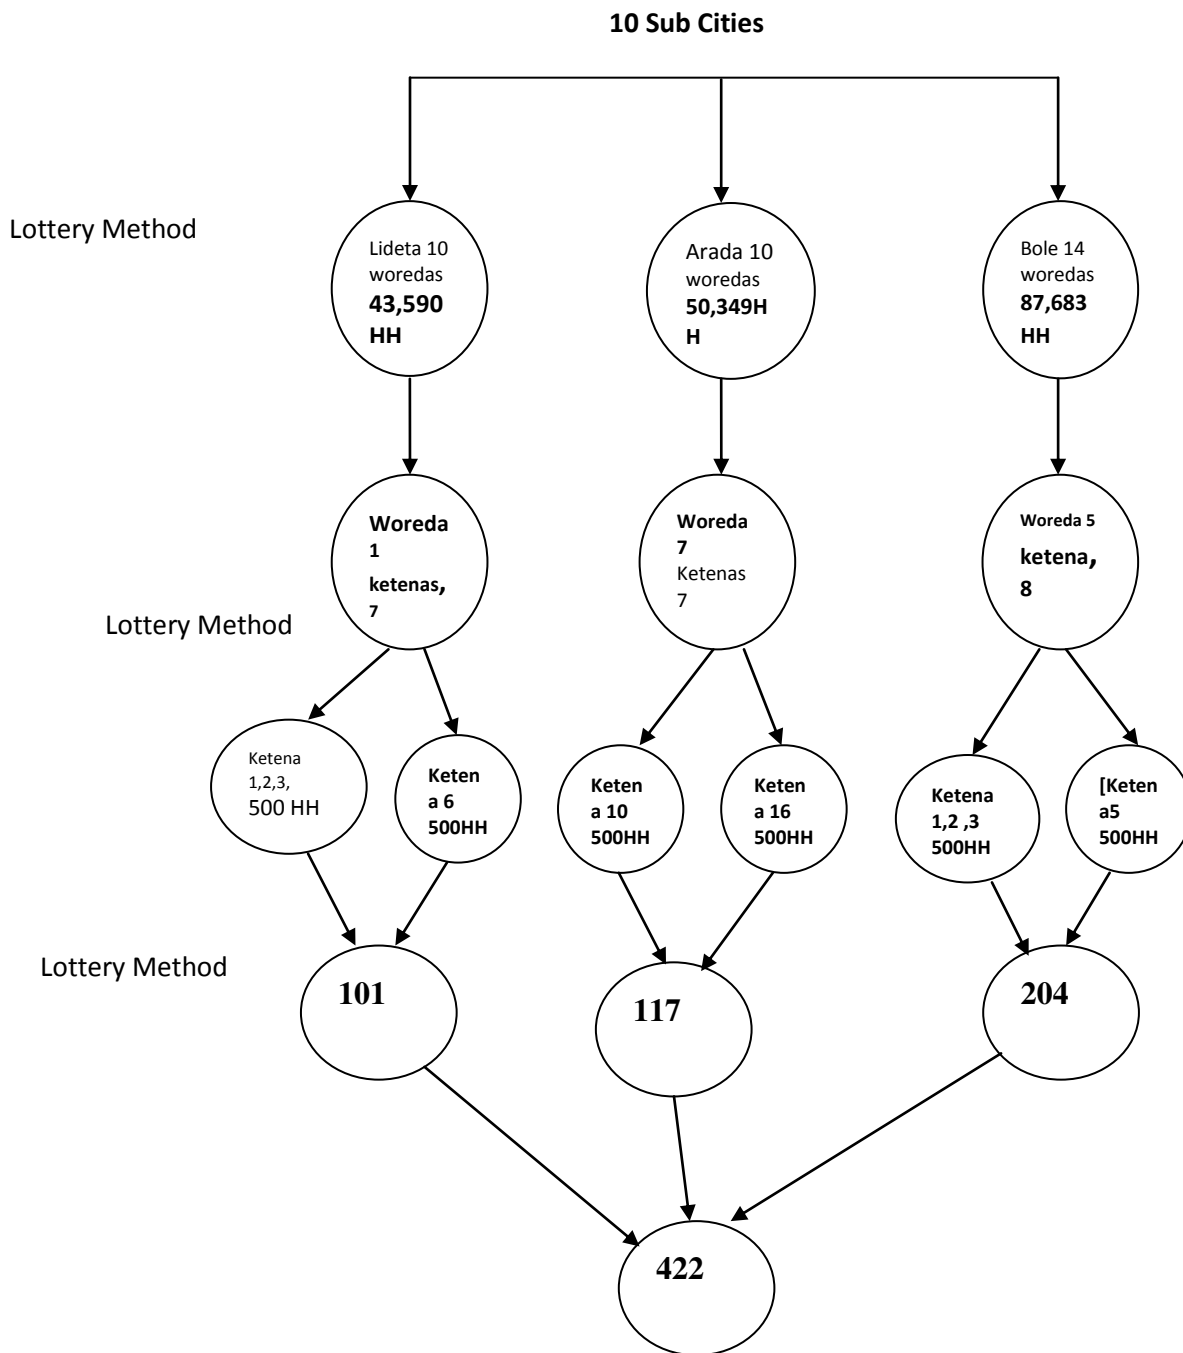 10 Sub Cities
Lottery Method
Lideta 10
woredas
43,590
HH
Arada 10
woredas
50,349H
H
Bole 14
woredas
87,683
HH
Woreda
1
ketenas,
7
Woreda
7
Ketenas
7
Woreda 5
ketena,
8
Lottery Method
Ketena
1,2,3,
500 HH
Keten
a 6
500HH
Keten
a 10
500HH
Keten
a 16
500HH
Ketena
1,2 ,3
500HH
[Keten
a5
500HH
Lottery Method
101
117
204
422